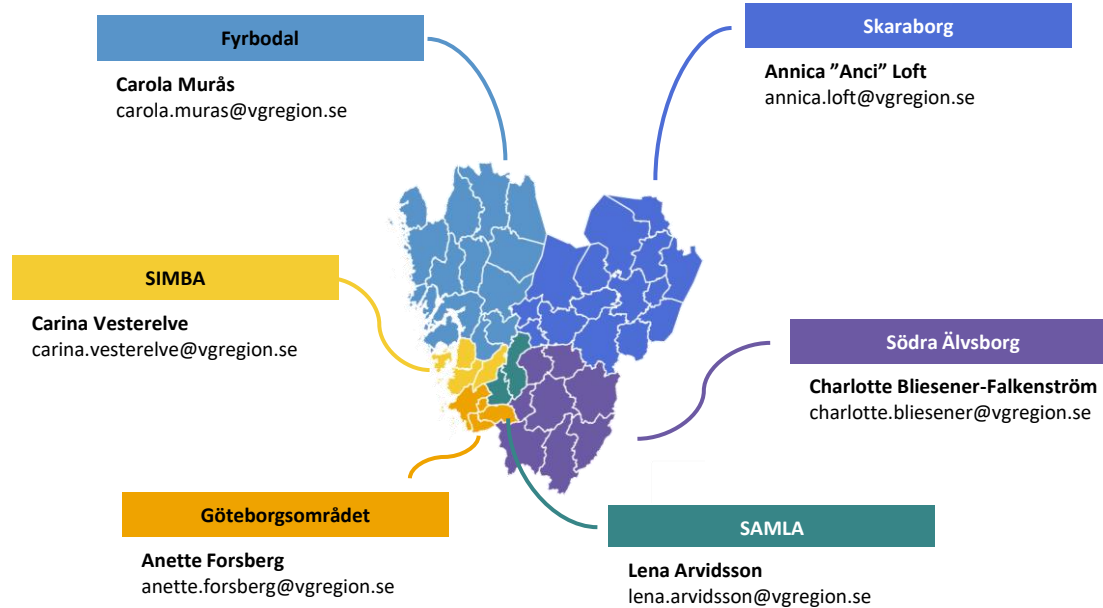 Fyrbodal
Carola Murås
carola.muras@vgregion.se
Skaraborg
Annica ”Anci” Loft
annica.loft@vgregion.se
SIMBA
Carina Vesterelve
carina.vesterelve@vgregion.se
Södra Älvsborg
Charlotte Bliesener-Falkenström
charlotte.bliesener@vgregion.se
Göteborgsområdet
Anette Forsberg
anette.forsberg@vgregion.se
SAMLA
Lena Arvidsson
lena.arvidsson@vgregion.se